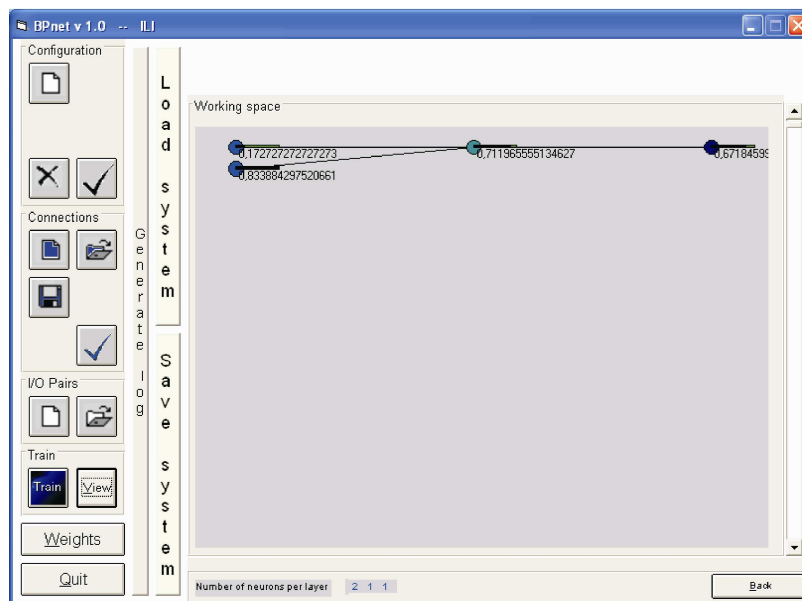 BPnet v 1.0 -- ILI
Configuration
Connections
I/O Pairs
Train
Train
View
Weights
Quit
Generate log
Load system
Save system
Working space
0,172727272727273
0,711965555134627
0,67184599
0,833884297520661
Number of neurons per layer
2 1 1
Back